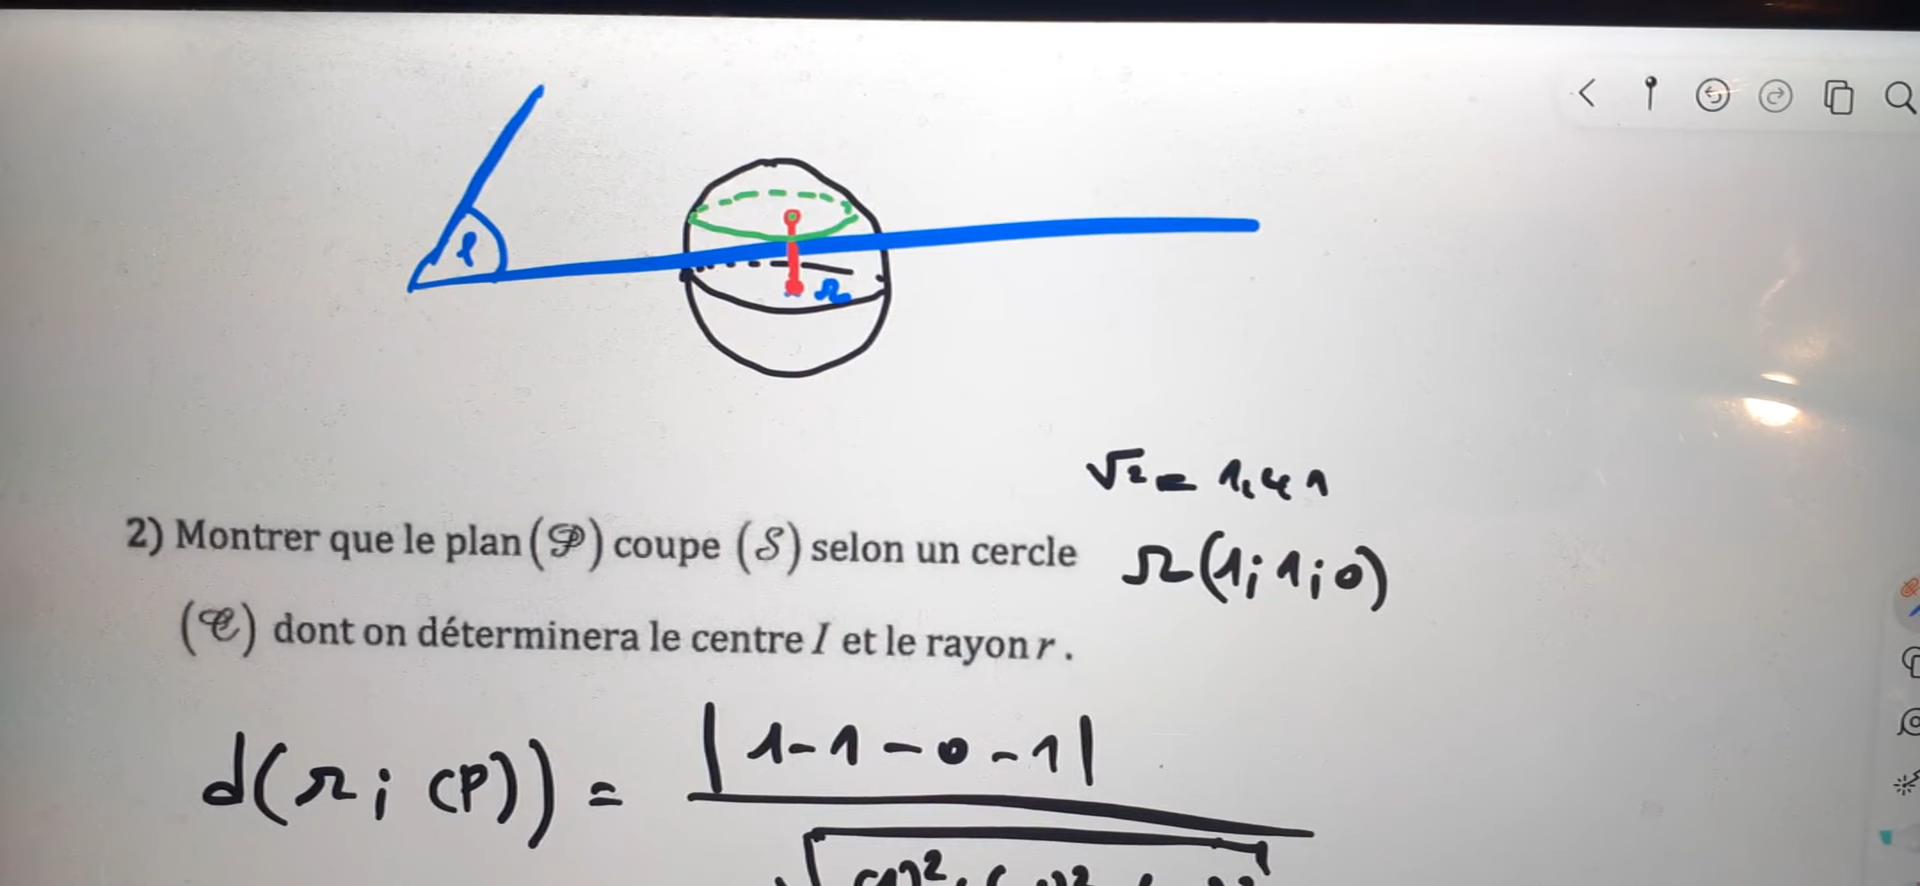 P
Ω
√2 = 1,41
2) Montrer que le plan (𝒫) coupe (𝒮) selon un cercle
Ω(1;1;0)
(𝒞) dont on déterminera le centre I et le rayon r .
d(Ω; (P)) = |1-1-0-1|